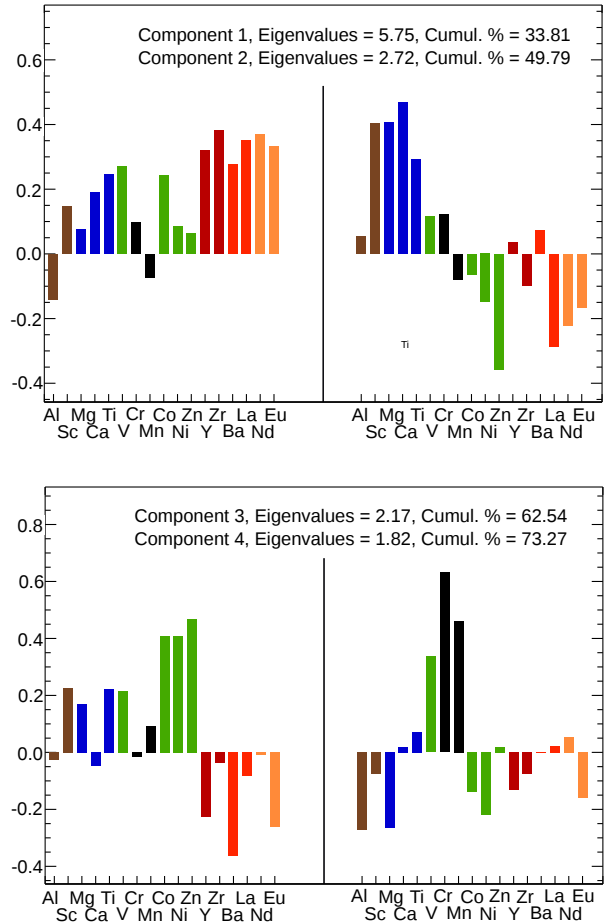 Component 1, Eigenvalues = 5.75, Cumul. % = 33.81
Component 2, Eigenvalues = 2.72, Cumul. % = 49.79
0.6
0.4
0.2
0.0
-0.2
-0.4
Ti
Al Mg Ti Cr Co Zn Zr La Eu Al Mg Ti Cr Co Zn Zr La Eu
Sc Ca V Mn Ni Y Ba Nd Sc Ca V Mn Ni Y Ba Nd
Component 3, Eigenvalues = 2.17, Cumul. % = 62.54
Component 4, Eigenvalues = 1.82, Cumul. % = 73.27
0.8
0.6
0.4
0.2
0.0
-0.2
-0.4
Al Mg Ti Cr Co Zn Zr La Eu Al Mg Ti Cr Co Zn Zr La Eu
Sc Ca V Mn Ni Y Ba Nd Sc Ca V Mn Ni Y Ba Nd